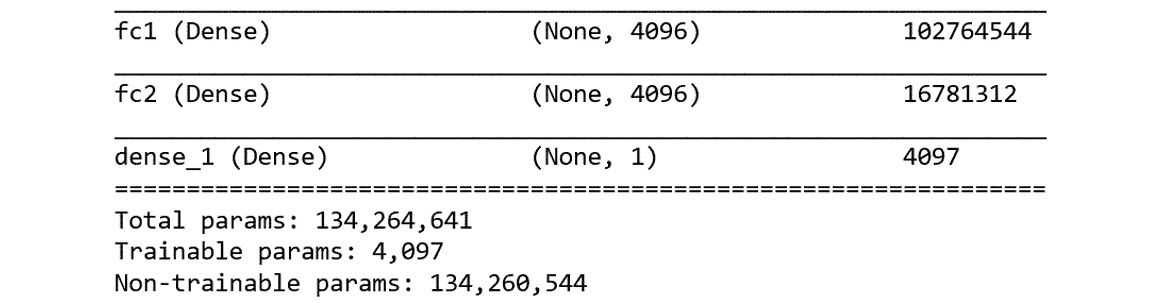 fc1 (Dense) (None, 4096) 102764544
fc2 (Dense) (None, 4096) 16781312
dense_1 (Dense) (None, 1) 4097
=================================================================
Total params: 134,264,641
Trainable params: 4,097
Non-trainable params: 134,260,544